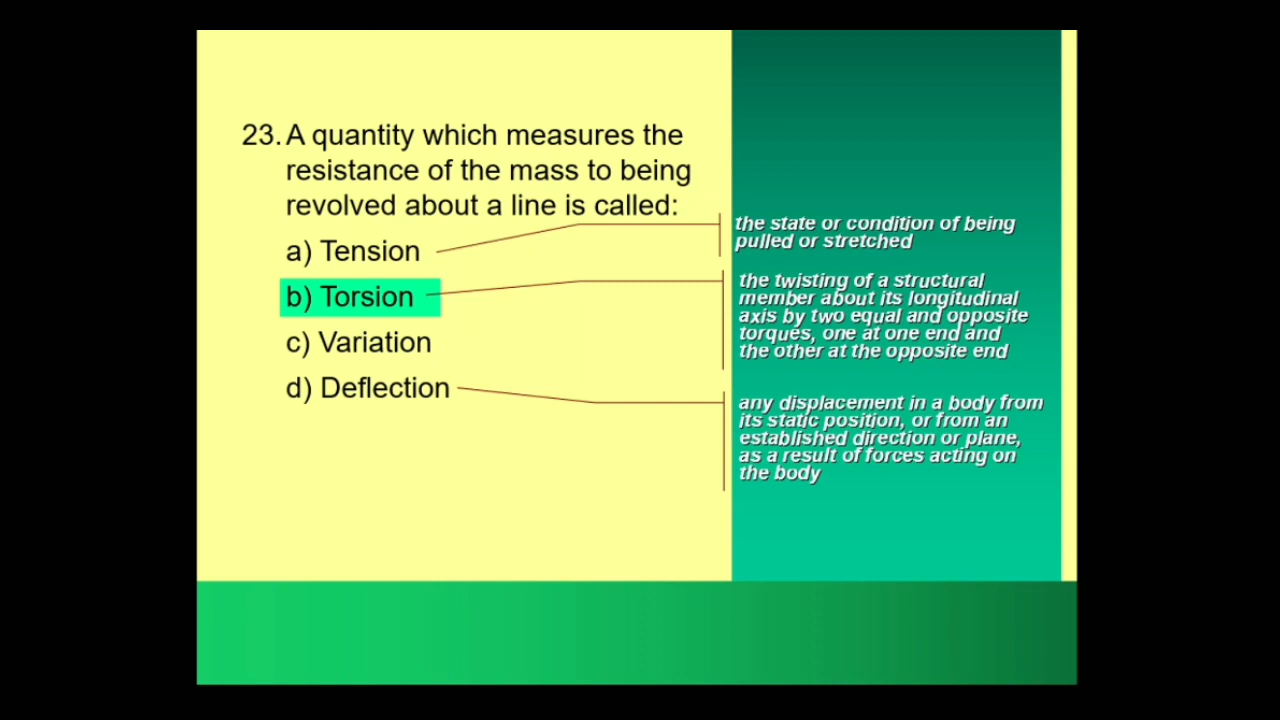 23. A quantity which measures the
resistance of the mass to being
revolved about a line is called:
a) Tension
b) Torsion
c) Variation
d) Deflection
the state or condition of being
pulled or stretched
the twisting of a structural
member about its longitudinal
axis by two equal and opposite
torques, one at one end and
the other at the opposite end
any displacement in a body from
its static position, or from an
established direction or plane,
as a result of forces acting on
the body